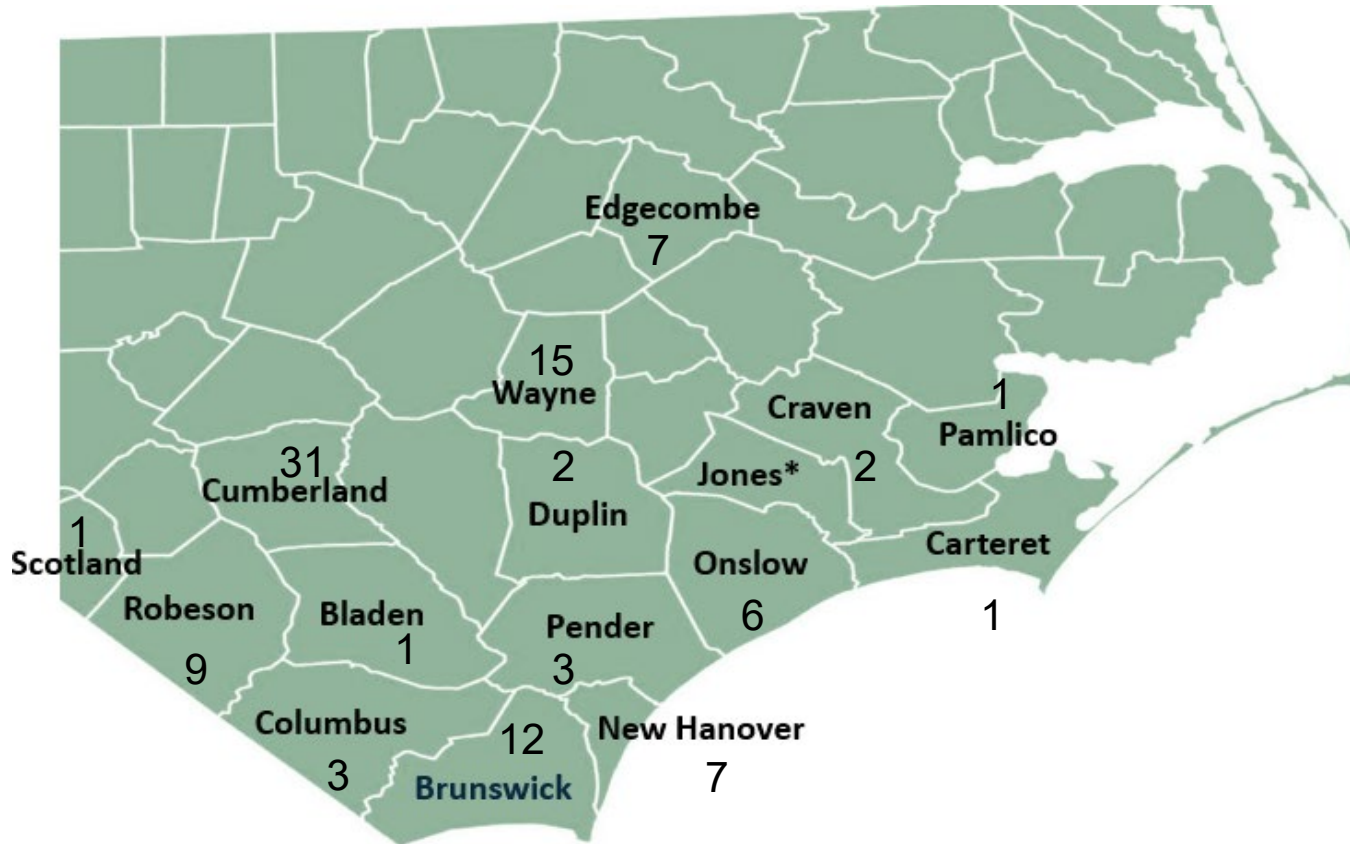 Edgecombe
7
15
Wayne
Craven
2
1
Pamlico
31
Cumberland
2
Duplin
Jones*
1
Scotland
Onslow
6
Carteret
1
Robeson
9
Bladen
1
Pender
3
Columbus
3
12
Brunswick
New Hanover
7